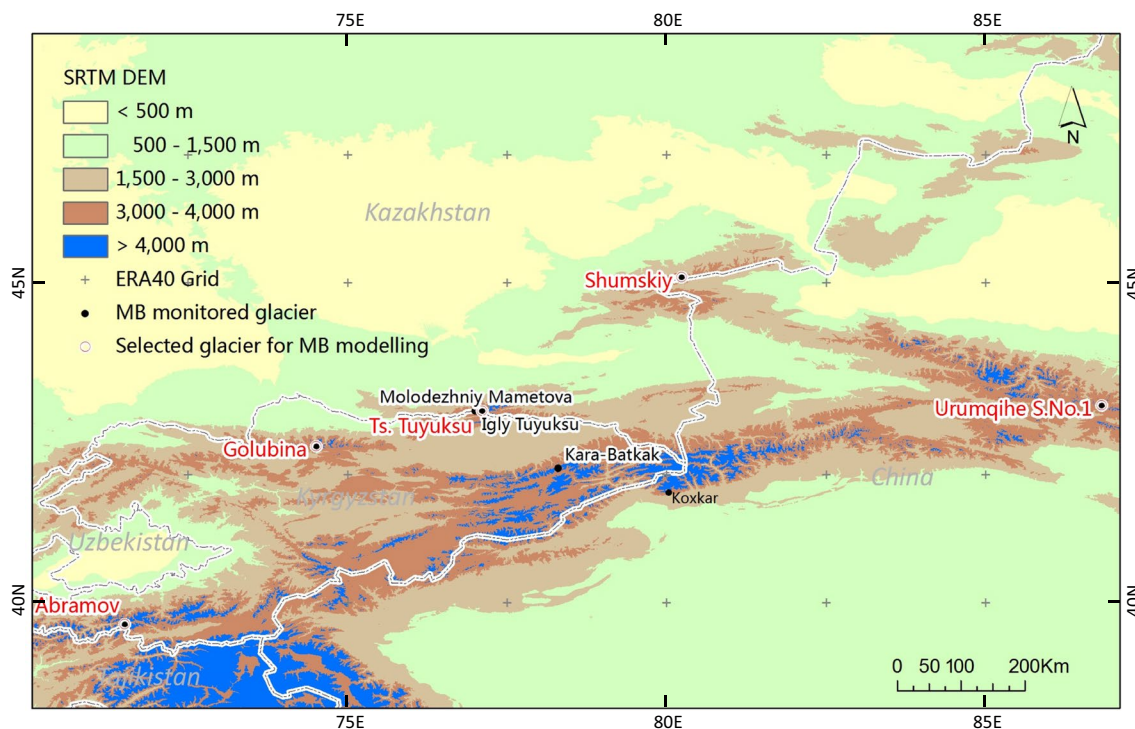 75E 80E 85E
SRTM DEM
< 500 m
500 - 1,500 m
1,500 - 3,000 m
3,000 - 4,000 m
> 4,000 m
ERA40 Grid
MB monitored glacier
Selected glacier for MB modelling
N
Kazakhstan
45N
45N
Shumskiy
Molodezhniy Mametova
Ts. Tuyuksu
Igly Tuyuksu
Urumqihe S.No.1
Golubina
Kara-Batkak
China
Kyrgyzstan
Koxkar
Uzbekistan
40N
40N
Abramov
Tajikistan
0 50 100 200Km
75E 80E 85E